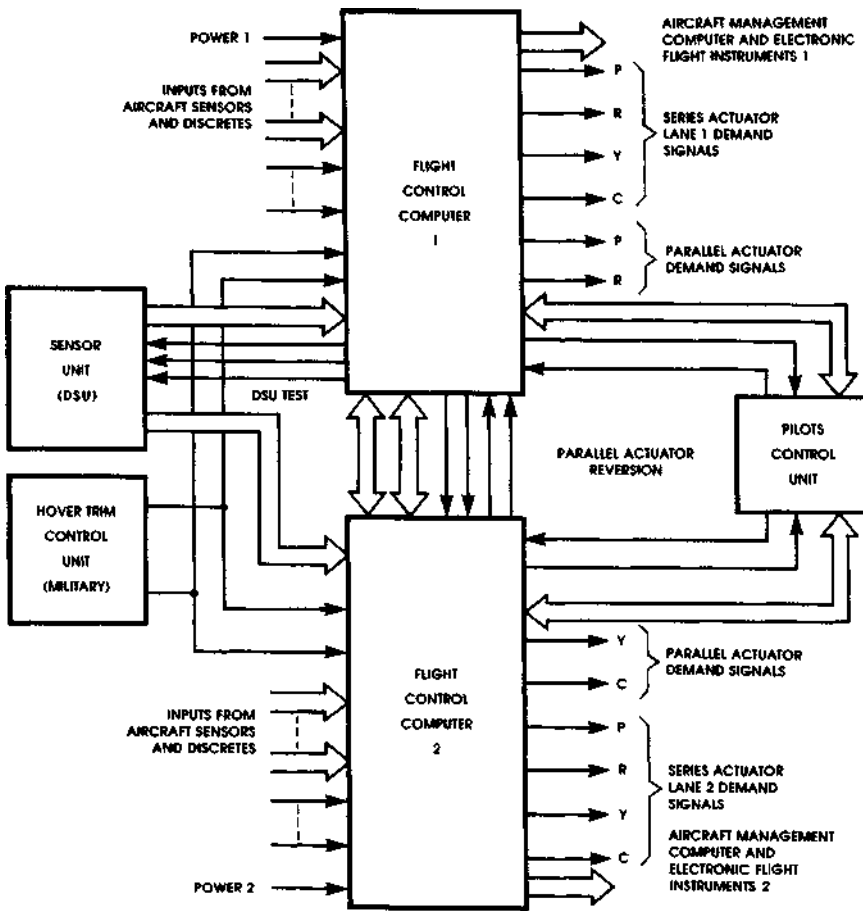 POWER 1
INPUTS FROM
AIRCRAFT SENSORS
AND DISCRETES
FLIGHT
CONTROL
COMPUTER
1
AIRCRAFT MANAGEMENT
COMPUTER AND ELECTRONIC
FLIGHT INSTRUMENTS 1
P
R
Y
C
SERIES ACTUATOR
LANE 1 DEMAND
SIGNALS
P
R
PARALLEL ACTUATOR
DEMAND SIGNALS
SENSOR
UNIT
(DSU)
DSU TEST
HOVER TRIM
CONTROL
UNIT
(MILITARY)
PARALLEL ACTUATOR
REVERSION
PILOTS
CONTROL
UNIT
FLIGHT
CONTROL
COMPUTER
2
Y
C
PARALLEL ACTUATOR
DEMAND SIGNALS
INPUTS FROM
AIRCRAFT SENSORS
AND DISCRETES
P
R
Y
C
SERIES ACTUATOR
LANE 2 DEMAND
SIGNALS
POWER 2
AIRCRAFT MANAGEMENT
COMPUTER AND
ELECTRONIC FLIGHT
INSTRUMENTS 2